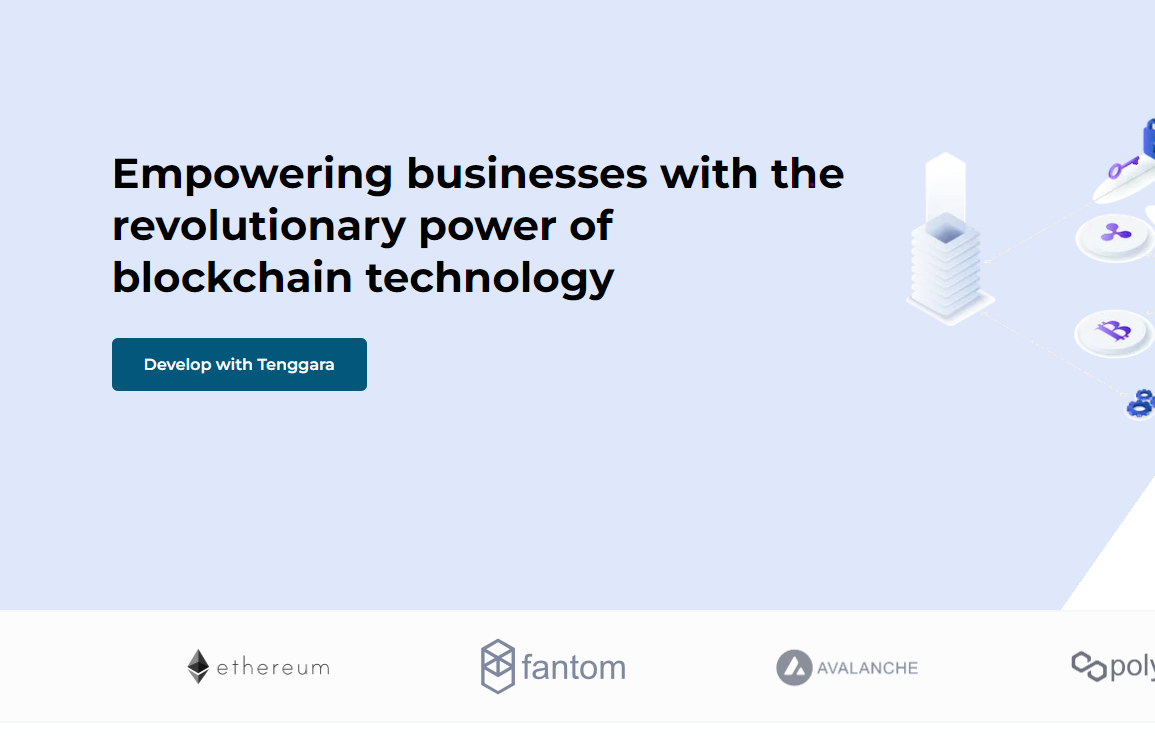 Empowering businesses with the
revolutionary power of
blockchain technology
Develop with Tenggara
ethereum
fantom
AVALANCHE
poly